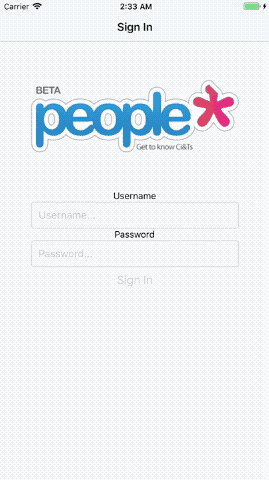 Carrier 2:33 AM
Sign In
BETA
people
Get to know Ci&Ts
Username
Username...
Password
Password...
Sign In